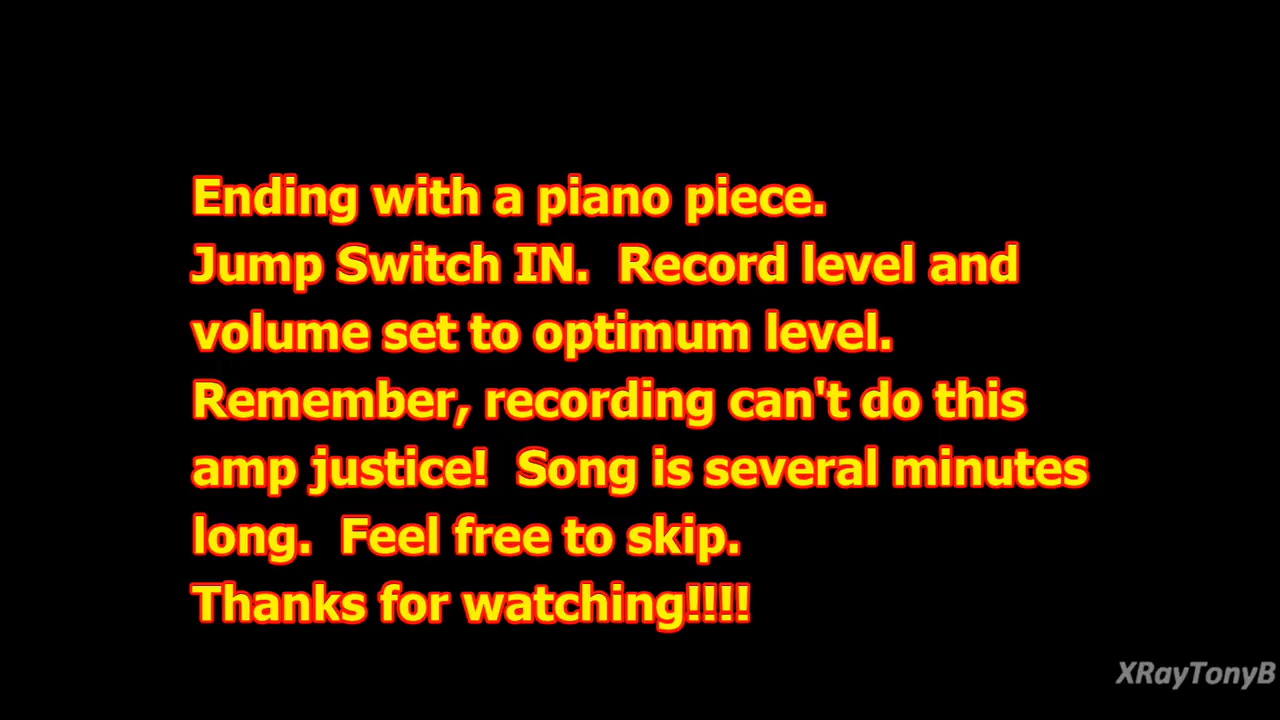 Ending with a piano piece.
Jump Switch IN.  Record level and
volume set to optimum level.
Remember, recording can't do this
amp justice!  Song is several minutes
long.  Feel free to skip.
Thanks for watching!!!!
XRayTonyB